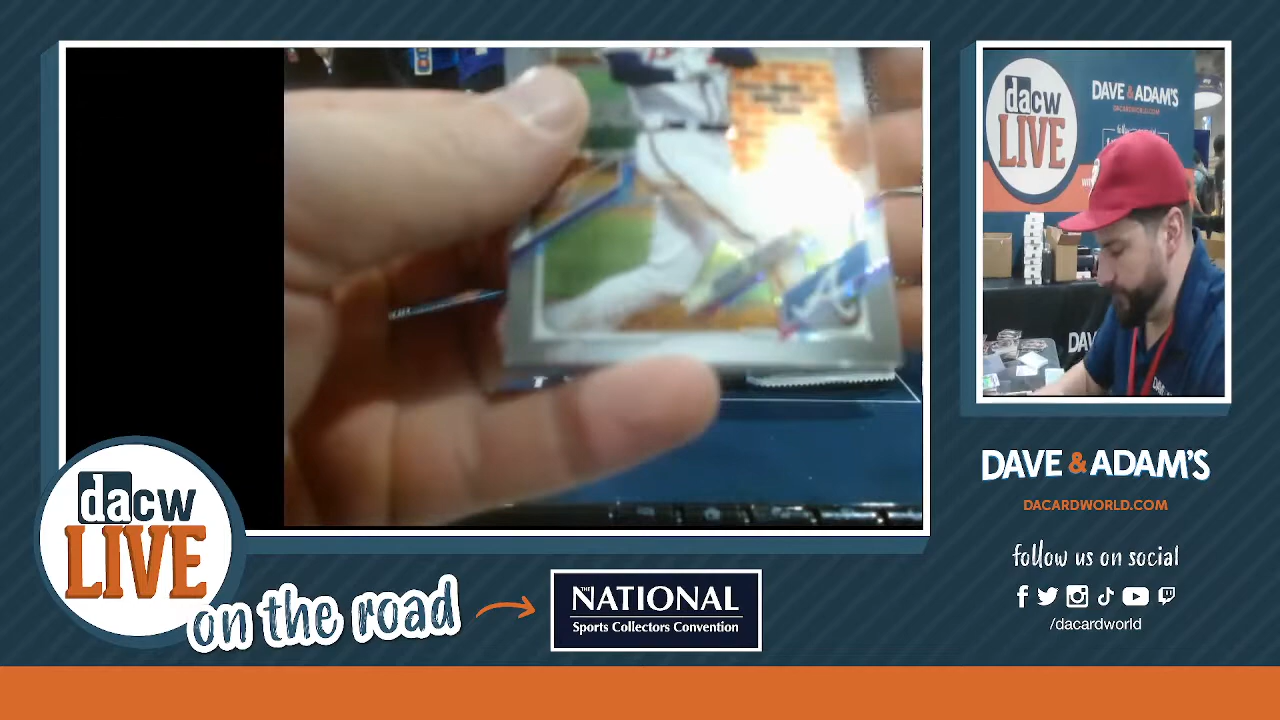 dacw
LIVE
DAVE & ADAM'S
DACARDWORLD.COM
A
dacw
LIVE
on the road
THE
NATIONAL
Sports Collectors Convention
DAVE & ADAM'S
DACARDWORLD.COM
follow us on social
/dacardworld